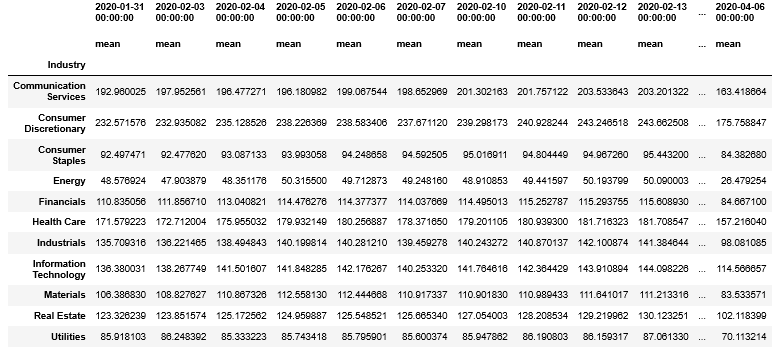 2020-01-31 2020-02-03 2020-02-04 2020-02-05 2020-02-06 2020-02-07 2020-02-10 2020-02-11 2020-02-12 2020-02-13 ... 2020-04-06
00:00:00 00:00:00 00:00:00 00:00:00 00:00:00 00:00:00 00:00:00 00:00:00 00:00:00 00:00:00 00:00:00
mean mean mean mean mean mean mean mean mean mean ... mean
Industry
Communication Services 192.960025 197.952561 196.477271 196.180982 199.067544 198.652969 201.302163 201.757122 203.533643 203.201322 ... 163.418664
Consumer Discretionary 232.571576 232.935082 235.128526 238.226369 238.583406 237.671120 239.298173 240.928244 243.246518 243.662508 ... 175.758847
Consumer Staples 92.497471 92.477620 93.087133 93.993058 94.248658 94.592505 95.016911 94.804449 94.967260 95.443200 ... 84.382680
Energy 48.576924 47.903879 48.351176 50.315500 49.712873 49.248160 48.910853 49.441597 50.193799 50.090003 ... 26.479254
Financials 110.835056 111.856710 113.040821 114.476276 114.377377 114.037669 114.495013 115.252787 115.293755 115.608930 ... 84.667100
Health Care 171.579223 172.712004 175.955032 179.932149 180.256887 178.371650 179.201105 180.939300 181.716323 181.708547 ... 157.216040
Industrials 135.709316 136.221465 138.494843 140.199814 140.281210 139.459278 140.243272 140.870137 142.100874 141.384644 ... 98.081085
Information Technology 136.380031 138.267749 141.501607 141.848285 142.176267 140.253320 141.764616 142.364429 143.910894 144.098226 ... 114.566657
Materials 106.386830 108.827627 110.867326 112.558130 112.444668 110.917337 110.901830 110.989433 111.641017 111.213316 ... 83.533571
Real Estate 123.326239 123.851574 125.172562 124.959887 125.548521 125.665340 127.054003 128.208534 129.219962 130.123251 ... 102.118399
Utilities 85.918103 86.248392 85.333223 85.743418 85.795901 85.600374 85.947862 86.190803 86.159317 87.061330 ... 70.113214